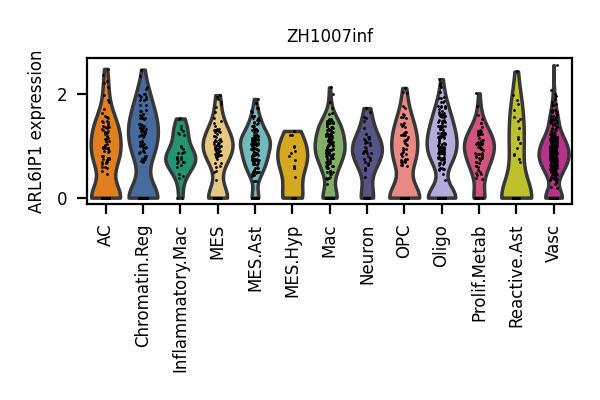 ZH1007inf
ARL6IP1 expression
2
0
AC
Chromatin.Reg
Inflammatory.Mac
MES
MES.Ast
MES.Hyp
Mac
Neuron
OPC
Oligo
Prolif.Metab
Reactive.Ast
Vasc